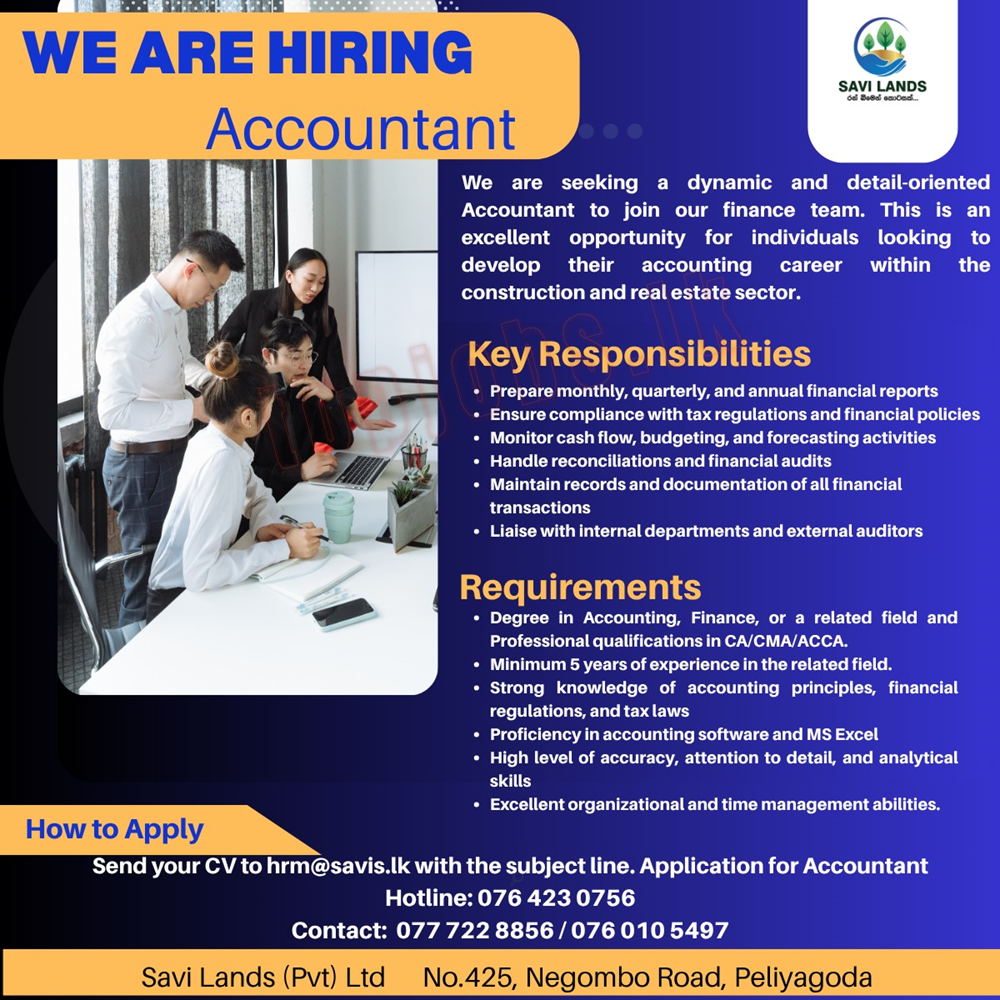 WE ARE HIRING
Accountant
SAVI LANDS
රන් බිමෙන් කොටසක්...
We are seeking a dynamic and detail-oriented
Accountant to join our finance team. This is an
excellent opportunity for individuals looking to
develop their accounting career within the
construction and real estate sector.
Key Responsibilities
• Prepare monthly, quarterly, and annual financial reports
• Ensure compliance with tax regulations and financial policies
• Monitor cash flow, budgeting, and forecasting activities
• Handle reconciliations and financial audits
• Maintain records and documentation of all financial
transactions
• Liaise with internal departments and external auditors
Requirements
• Degree in Accounting, Finance, or a related field and
Professional qualifications in CA/CMA/ACCA.
• Minimum 5 years of experience in the related field.
• Strong knowledge of accounting principles, financial
regulations, and tax laws
• Proficiency in accounting software and MS Excel
• High level of accuracy, attention to detail, and analytical
skills
• Excellent organizational and time management abilities.
How to Apply
Send your CV to hrm@savis.lk with the subject line. Application for Accountant
Hotline: 076 423 0756
Contact: 077 722 8856 / 076 010 5497
Savi Lands (Pvt) Ltd No.425, Negombo Road, Peliyagoda